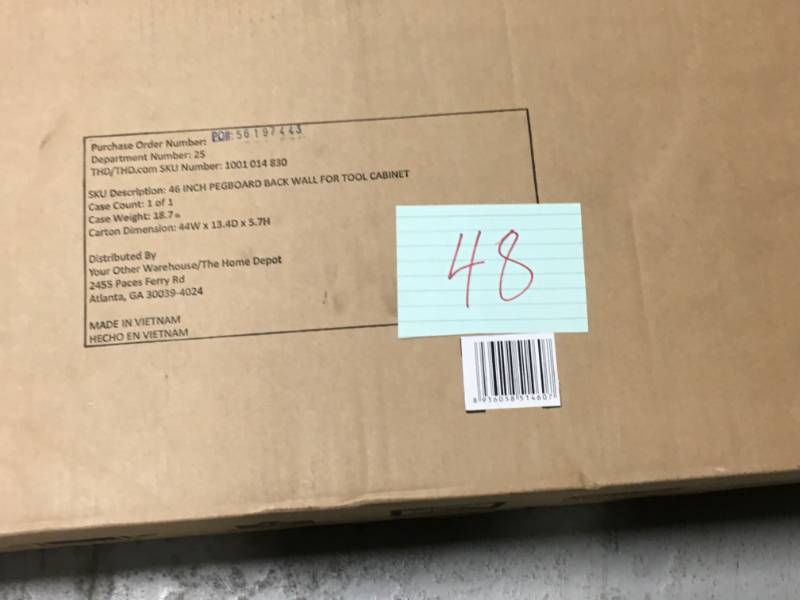 Purchase Order Number: PO#: 56197443
Department Number: 25
THD/THD.com SKU Number: 1001 014 830
SKU Description: 46 INCH PEGBOARD BACK WALL FOR TOOL CABINET
Case Count: 1 of 1
Case Weight: 18.7
Carton Dimension: 44W x 13.4D x 5.7H
Distributed By
Your Other Warehouse/The Home Depot
2455 Paces Ferry Rd
Atlanta, GA 30039-4024
MADE IN VIETNAM
HECHO EN VIETNAM
48
8 936058 514607